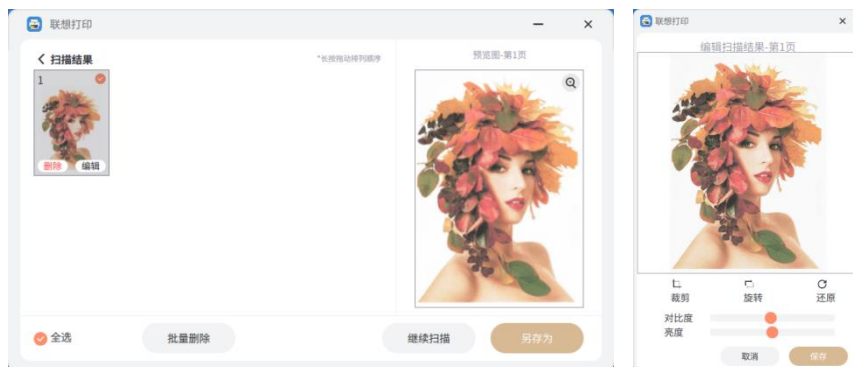 联想打印
扫描结果
*长按拖动排列顺序
预览图-第1页
1
删除
编辑
全选
批量删除
继续扫描
另存为
联想打印
编辑扫描结果-第1页
裁剪
旋转
还原
对比度
亮度
取消
保存